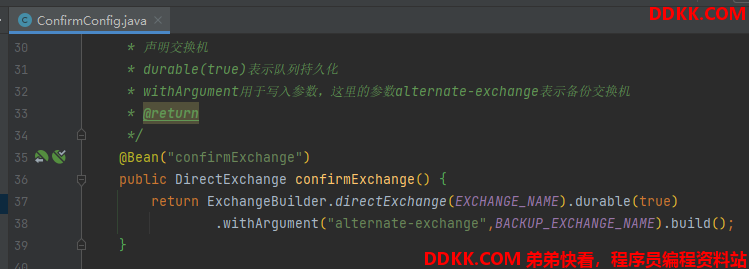 DDKK.COM
ConfirmConfig.java ×
30 * 声明交换机
31 * durable(true)表示队列持久化
32 * withArgument用于写入参数，这里的参数alternate-exchange表示备份交换机
33 * @return
34 */
35 @Bean("confirmExchange")
36 public DirectExchange confirmExchange() {
37 return ExchangeBuilder.directExchange(EXCHANGE_NAME).durable(true)
38 .withArgument("alternate-exchange",BACKUP_EXCHANGE_NAME).build();
39 }
DDKK.COM 弟弟快看，程序员编程资料站